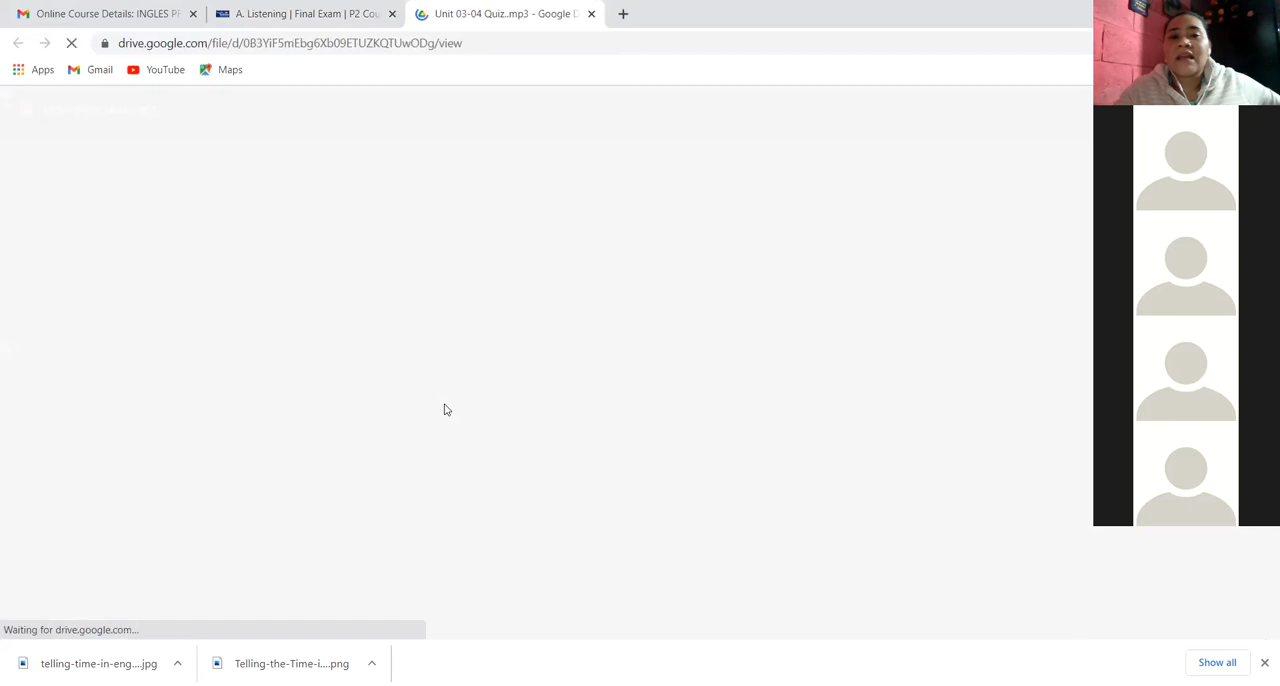 Online Course Details: INGLES PF
A. Listening | Final Exam | P2 Cou
Unit 03-04 Quiz..mp3 - Google D
drive.google.com/file/d/0B3YiF5mEbg6Xb09ETUZKQTUwODg/view
Apps
Gmail
YouTube
Maps
Waiting for drive.google.com...
telling-time-in-eng....jpg
Telling-the-Time-i....png
Show all